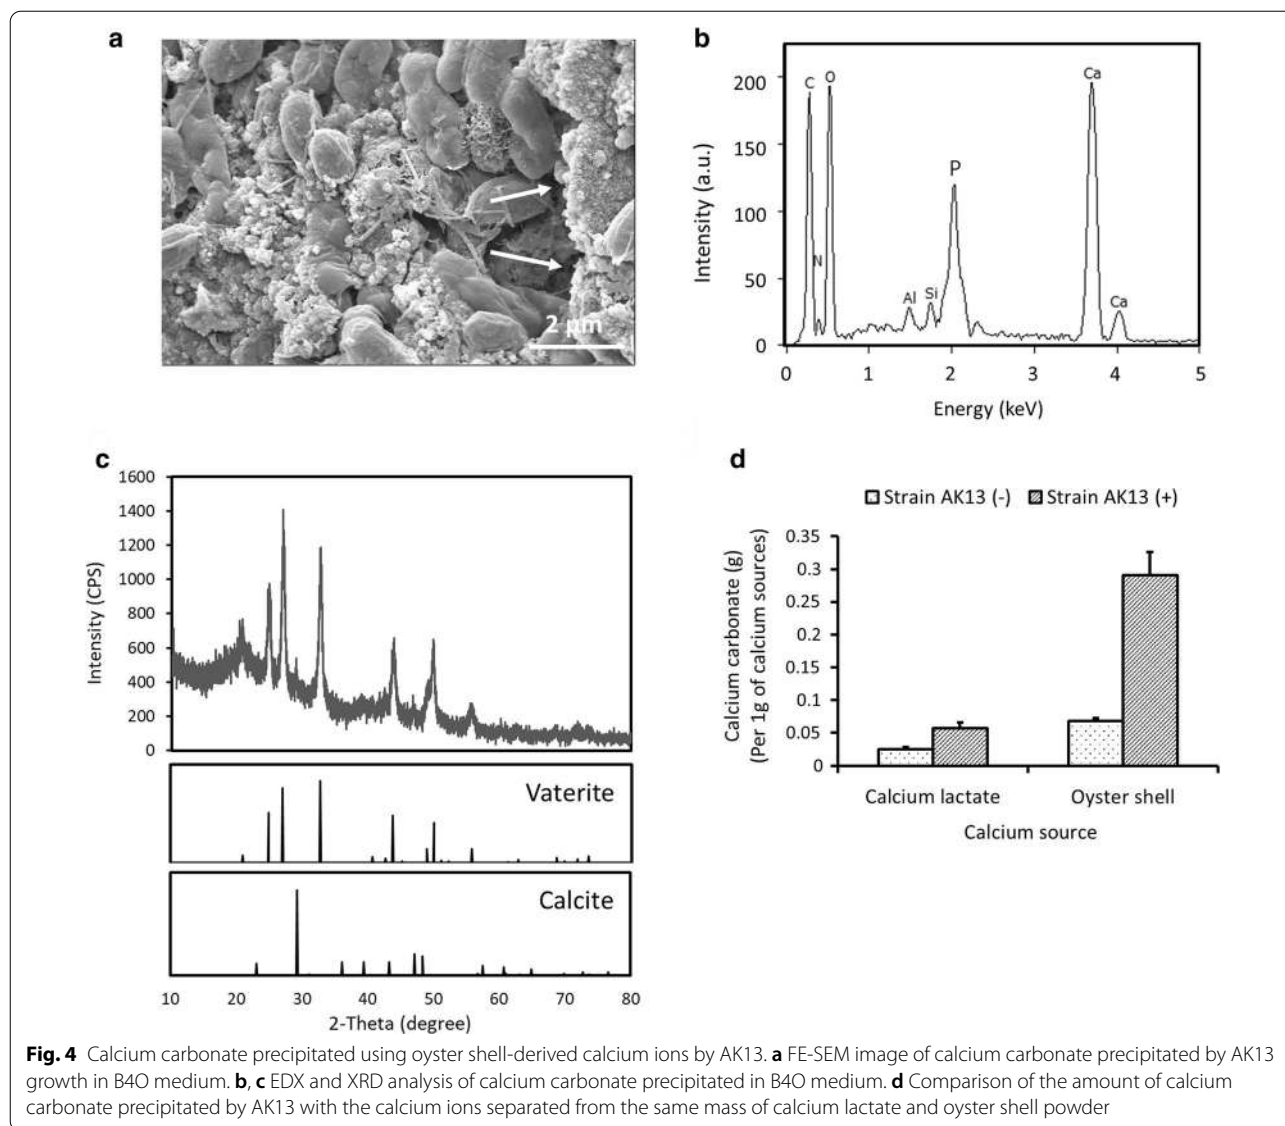 a
2 μm
b
Intensity (a.u.)
200
150
100
50
0
C
O
N
Al
Si
P
Ca
Ca
0 1 2 3 4 5
Energy (keV)
c
Intensity (CPS)
1600
1400
1200
1000
800
600
400
200
0
Vaterite
Calcite
10 20 30 40 50 60 70 80
2-Theta (degree)
d
Strain AK13 (-) Strain AK13 (+)
Calcium carbonate (g)
(Per 1g of calcium sources)
0.35
0.3
0.25
0.2
0.15
0.1
0.05
0
Calcium lactate Oyster shell
Calcium source
Fig. 4 Calcium carbonate precipitated using oyster shell-derived calcium ions by AK13. a FE-SEM image of calcium carbonate precipitated by AK13
growth in B4O medium. b, c EDX and XRD analysis of calcium carbonate precipitated in B4O medium. d Comparison of the amount of calcium
carbonate precipitated by AK13 with the calcium ions separated from the same mass of calcium lactate and oyster shell powder